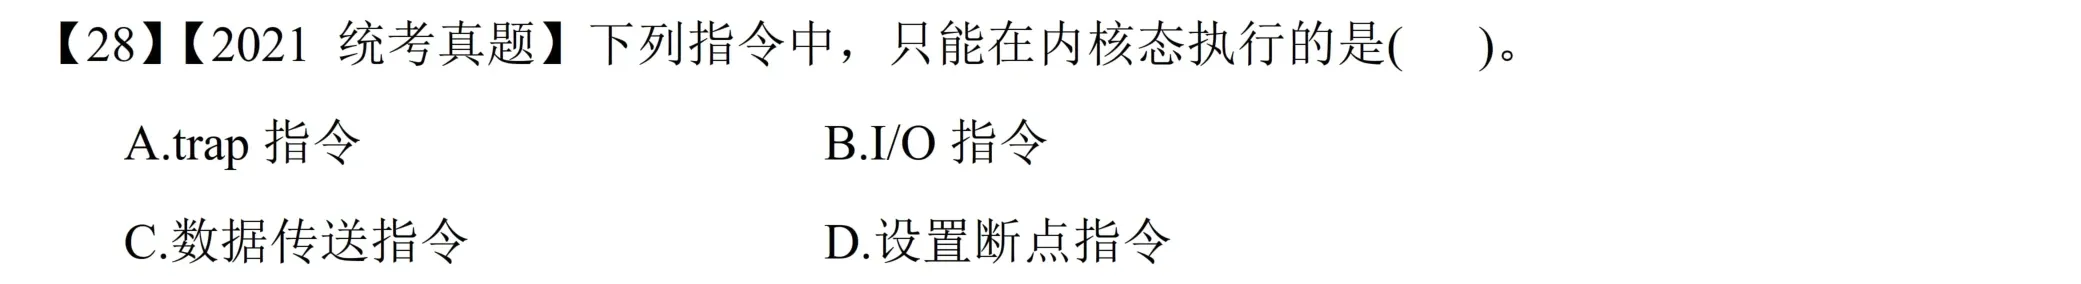 【28】【2021 统考真题】下列指令中，只能在内核态执行的是( )。
A.trap 指令 B.I/O 指令
C.数据传送指令 D.设置断点指令